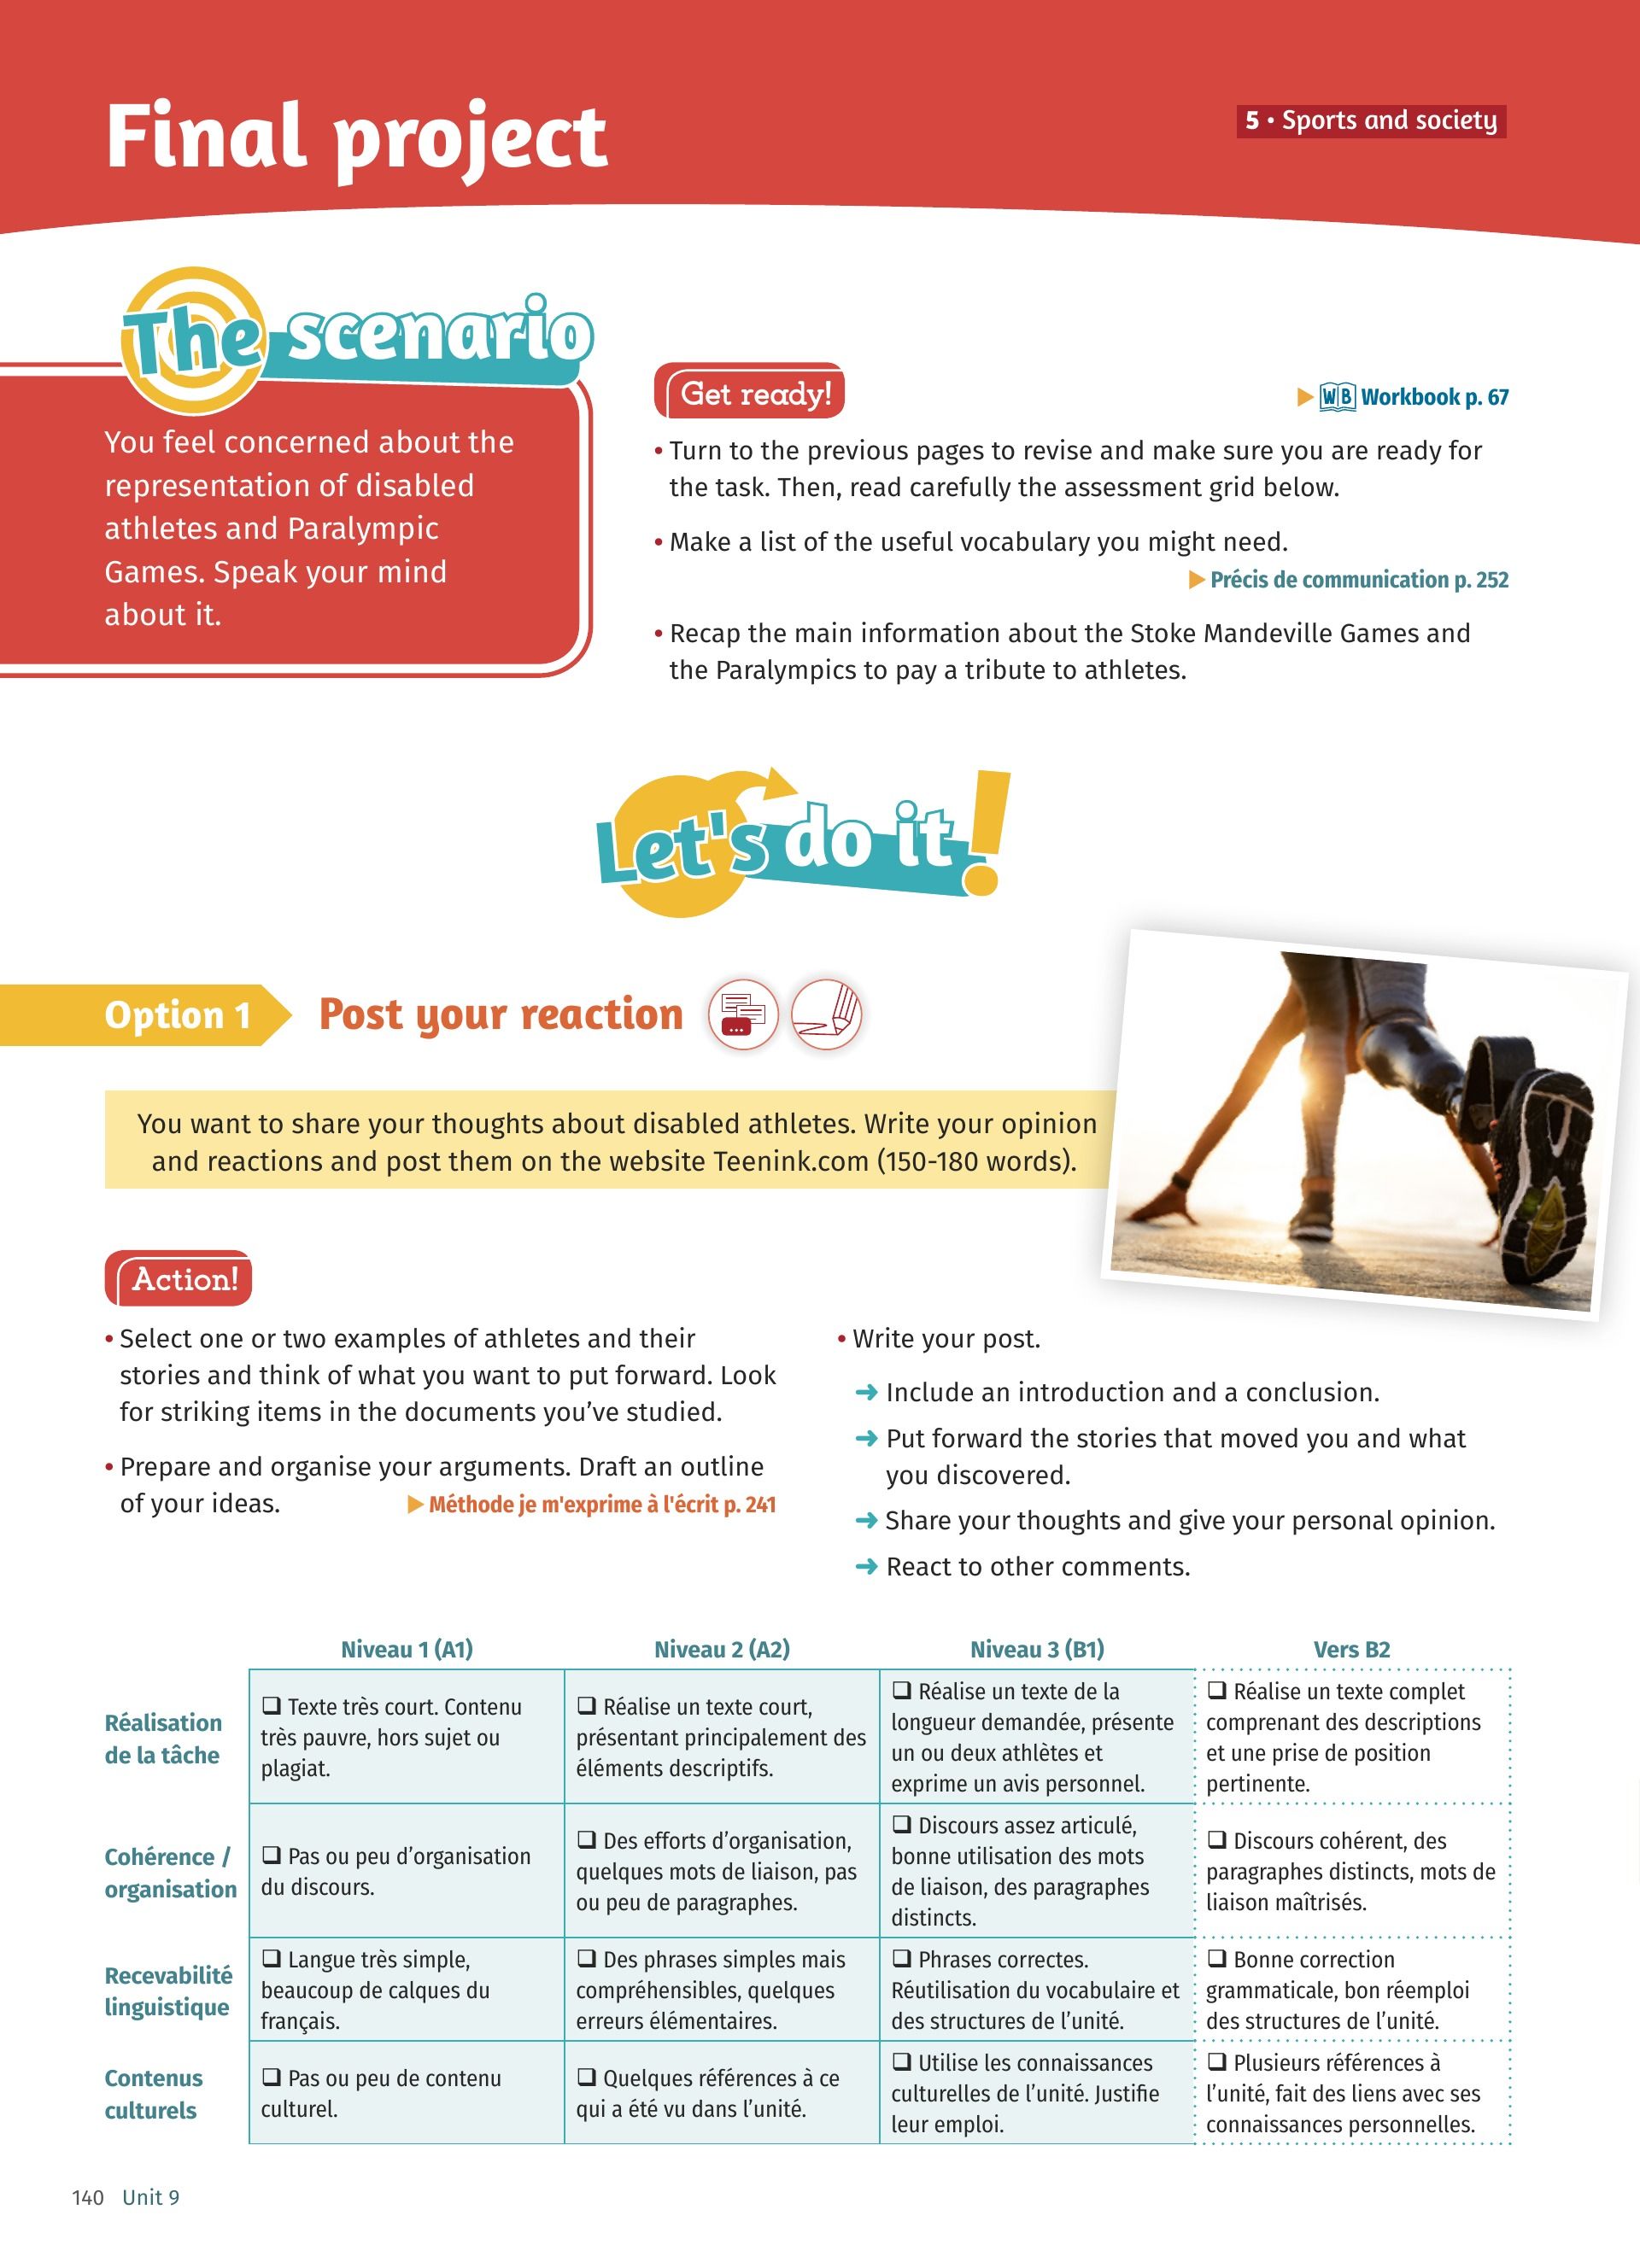 Final project
5 • Sports and society
The scenario
You feel concerned about the
representation of disabled
athletes and Paralympic
Games. Speak your mind
about it.
Get ready!
WB Workbook p. 67
• Turn to the previous pages to revise and make sure you are ready for
the task. Then, read carefully the assessment grid below.
• Make a list of the useful vocabulary you might need.
Précis de communication p. 252
• Recap the main information about the Stoke Mandeville Games and
the Paralympics to pay a tribute to athletes.
Let's do it!
Option 1
Post your reaction
You want to share your thoughts about disabled athletes. Write your opinion
and reactions and post them on the website Teenink.com (150-180 words).
Action!
• Select one or two examples of athletes and their
stories and think of what you want to put forward. Look
for striking items in the documents you’ve studied.
• Prepare and organise your arguments. Draft an outline
of your ideas.
Méthode je m'exprime à l'écrit p. 241
• Write your post.
➜ Include an introduction and a conclusion.
➜ Put forward the stories that moved you and what
you discovered.
➜ Share your thoughts and give your personal opinion.
➜ React to other comments.
Niveau 1 (A1)
Niveau 2 (A2)
Niveau 3 (B1)
Vers B2
Réalisation
de la tâche
❑ Texte très court. Contenu
très pauvre, hors sujet ou
plagiat.
❑ Réalise un texte court,
présentant principalement des
éléments descriptifs.
❑ Réalise un texte de la
longueur demandée, présente
un ou deux athlètes et
exprime un avis personnel.
❑ Réalise un texte complet
comprenant des descriptions
et une prise de position
pertinente.
Cohérence /
organisation
❑ Pas ou peu d’organisation
du discours.
❑ Des efforts d’organisation,
quelques mots de liaison, pas
ou peu de paragraphes.
❑ Discours assez articulé,
bonne utilisation des mots
de liaison, des paragraphes
distincts.
❑ Discours cohérent, des
paragraphes distincts, mots de
liaison maîtrisés.
Recevabilité
linguistique
❑ Langue très simple,
beaucoup de calques du
français.
❑ Des phrases simples mais
compréhensibles, quelques
erreurs élémentaires.
❑ Phrases correctes.
Réutilisation du vocabulaire et
des structures de l’unité.
❑ Bonne correction
grammaticale, bon réemploi
des structures de l’unité.
Contenus
culturels
❑ Pas ou peu de contenu
culturel.
❑ Quelques références à ce
qui a été vu dans l’unité.
❑ Utilise les connaissances
culturelles de l’unité. Justifie
leur emploi.
❑ Plusieurs références à
l’unité, fait des liens avec ses
connaissances personnelles.
140 Unit 9